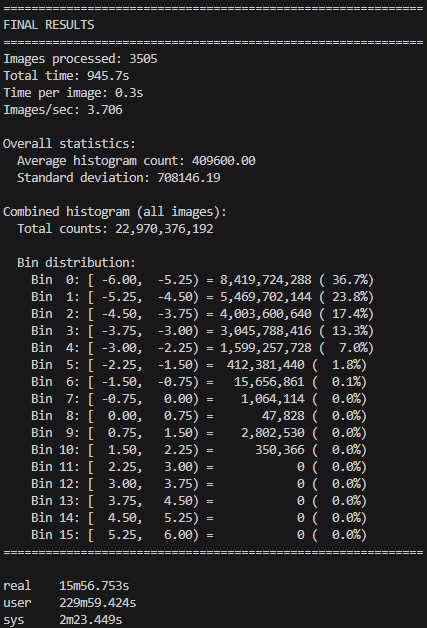 ============================================================
FINAL RESULTS
============================================================
Images processed: 3505
Total time: 945.7s
Time per image: 0.3s
Images/sec: 3.706

Overall statistics:
  Average histogram count: 409600.00
  Standard deviation: 708146.19

Combined histogram (all images):
  Total counts: 22,970,376,192

  Bin distribution:
    Bin  0: [ -6.00,  -5.25) = 8,419,724,288 ( 36.7%)
    Bin  1: [ -5.25,  -4.50) = 5,469,702,144 ( 23.8%)
    Bin  2: [ -4.50,  -3.75) = 4,003,600,640 ( 17.4%)
    Bin  3: [ -3.75,  -3.00) = 3,045,788,416 ( 13.3%)
    Bin  4: [ -3.00,  -2.25) = 1,599,257,728 (  7.0%)
    Bin  5: [ -2.25,  -1.50) =  412,381,440 (  1.8%)
    Bin  6: [ -1.50,  -0.75) =   15,656,861 (  0.1%)
    Bin  7: [ -0.75,   0.00) =    1,064,114 (  0.0%)
    Bin  8: [  0.00,   0.75) =       47,828 (  0.0%)
    Bin  9: [  0.75,   1.50) =    2,802,530 (  0.0%)
    Bin 10: [  1.50,   2.25) =      350,366 (  0.0%)
    Bin 11: [  2.25,   3.00) =            0 (  0.0%)
    Bin 12: [  3.00,   3.75) =            0 (  0.0%)
    Bin 13: [  3.75,   4.50) =            0 (  0.0%)
    Bin 14: [  4.50,   5.25) =            0 (  0.0%)
    Bin 15: [  5.25,   6.00) =            0 (  0.0%)
============================================================

real    15m56.753s
user    229m59.424s
sys     2m23.449s